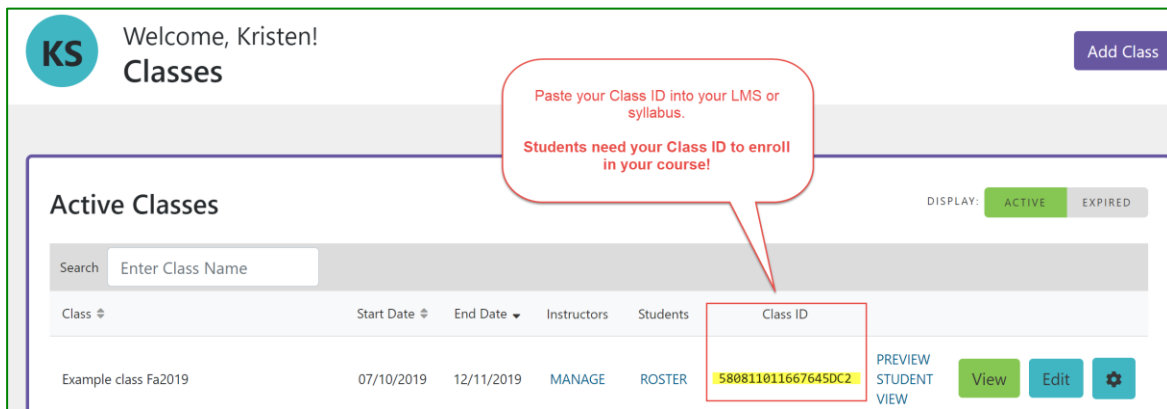 KS
Welcome, Kristen!
Classes
Add Class
Paste your Class ID into your LMS or
syllabus.
Students need your Class ID to enroll
in your course!
Active Classes
DISPLAY: ACTIVE EXPIRED
Search Enter Class Name
Class Start Date End Date Instructors Students Class ID
Example class Fa2019 07/10/2019 12/11/2019 MANAGE ROSTER 580811011667645DC2 PREVIEW
STUDENT
VIEW
View Edit